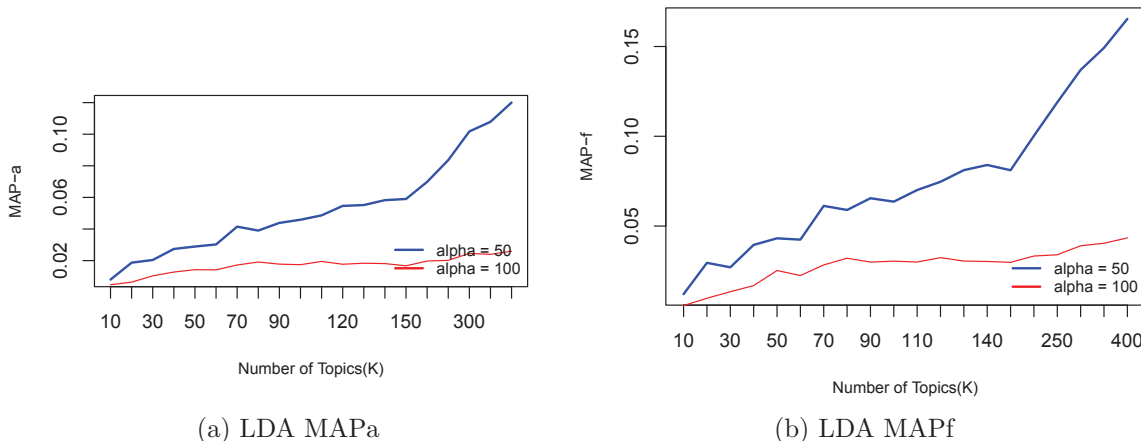 0.10
0.06
0.02
MAP-a
alpha = 50
alpha = 100
10 30 50 70 90 120 150 300
Number of Topics(K)
(a) LDA MAPa
0.15
0.10
0.05
MAP-f
alpha = 50
alpha = 100
10 30 50 70 90 110 140 250 400
Number of Topics(K)
(b) LDA MAPf